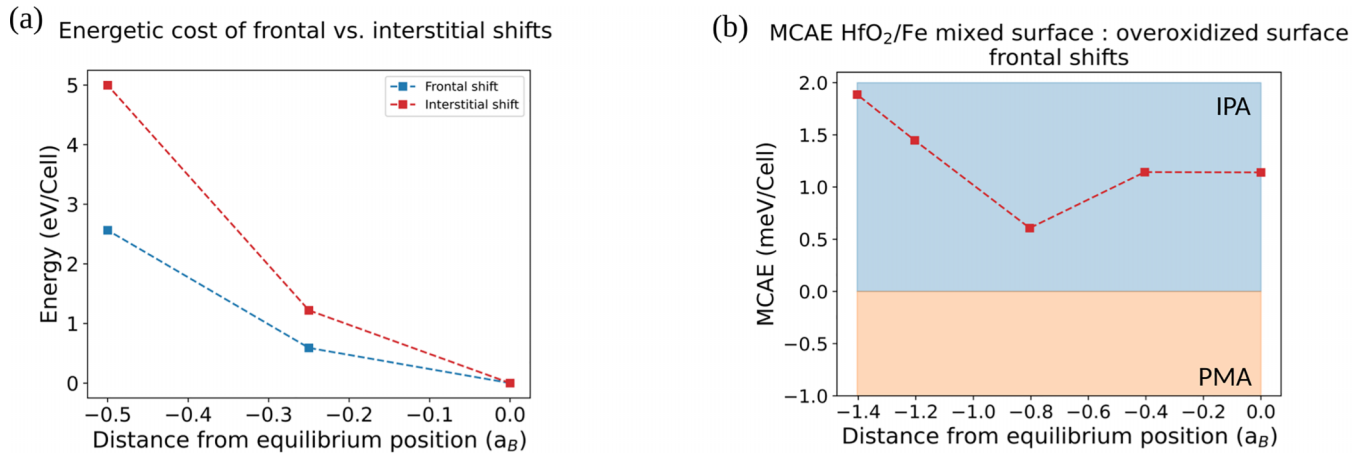 (a)
Energetic cost of frontal vs. interstitial shifts
Frontal shift
Interstitial shift
5
4
3
2
1
0
Energy (eV/Cell)
−0.5 −0.4 −0.3 −0.2 −0.1 0.0
Distance from equilibrium position (a_B)
(b)
MCAE HfO₂/Fe mixed surface : overoxidized surface
frontal shifts
IPA
PMA
2.0
1.5
1.0
0.5
0.0
−0.5
−1.0
MCAE (meV/Cell)
−1.4 −1.2 −1.0 −0.8 −0.6 −0.4 −0.2 0.0
Distance from equilibrium position (a_B)